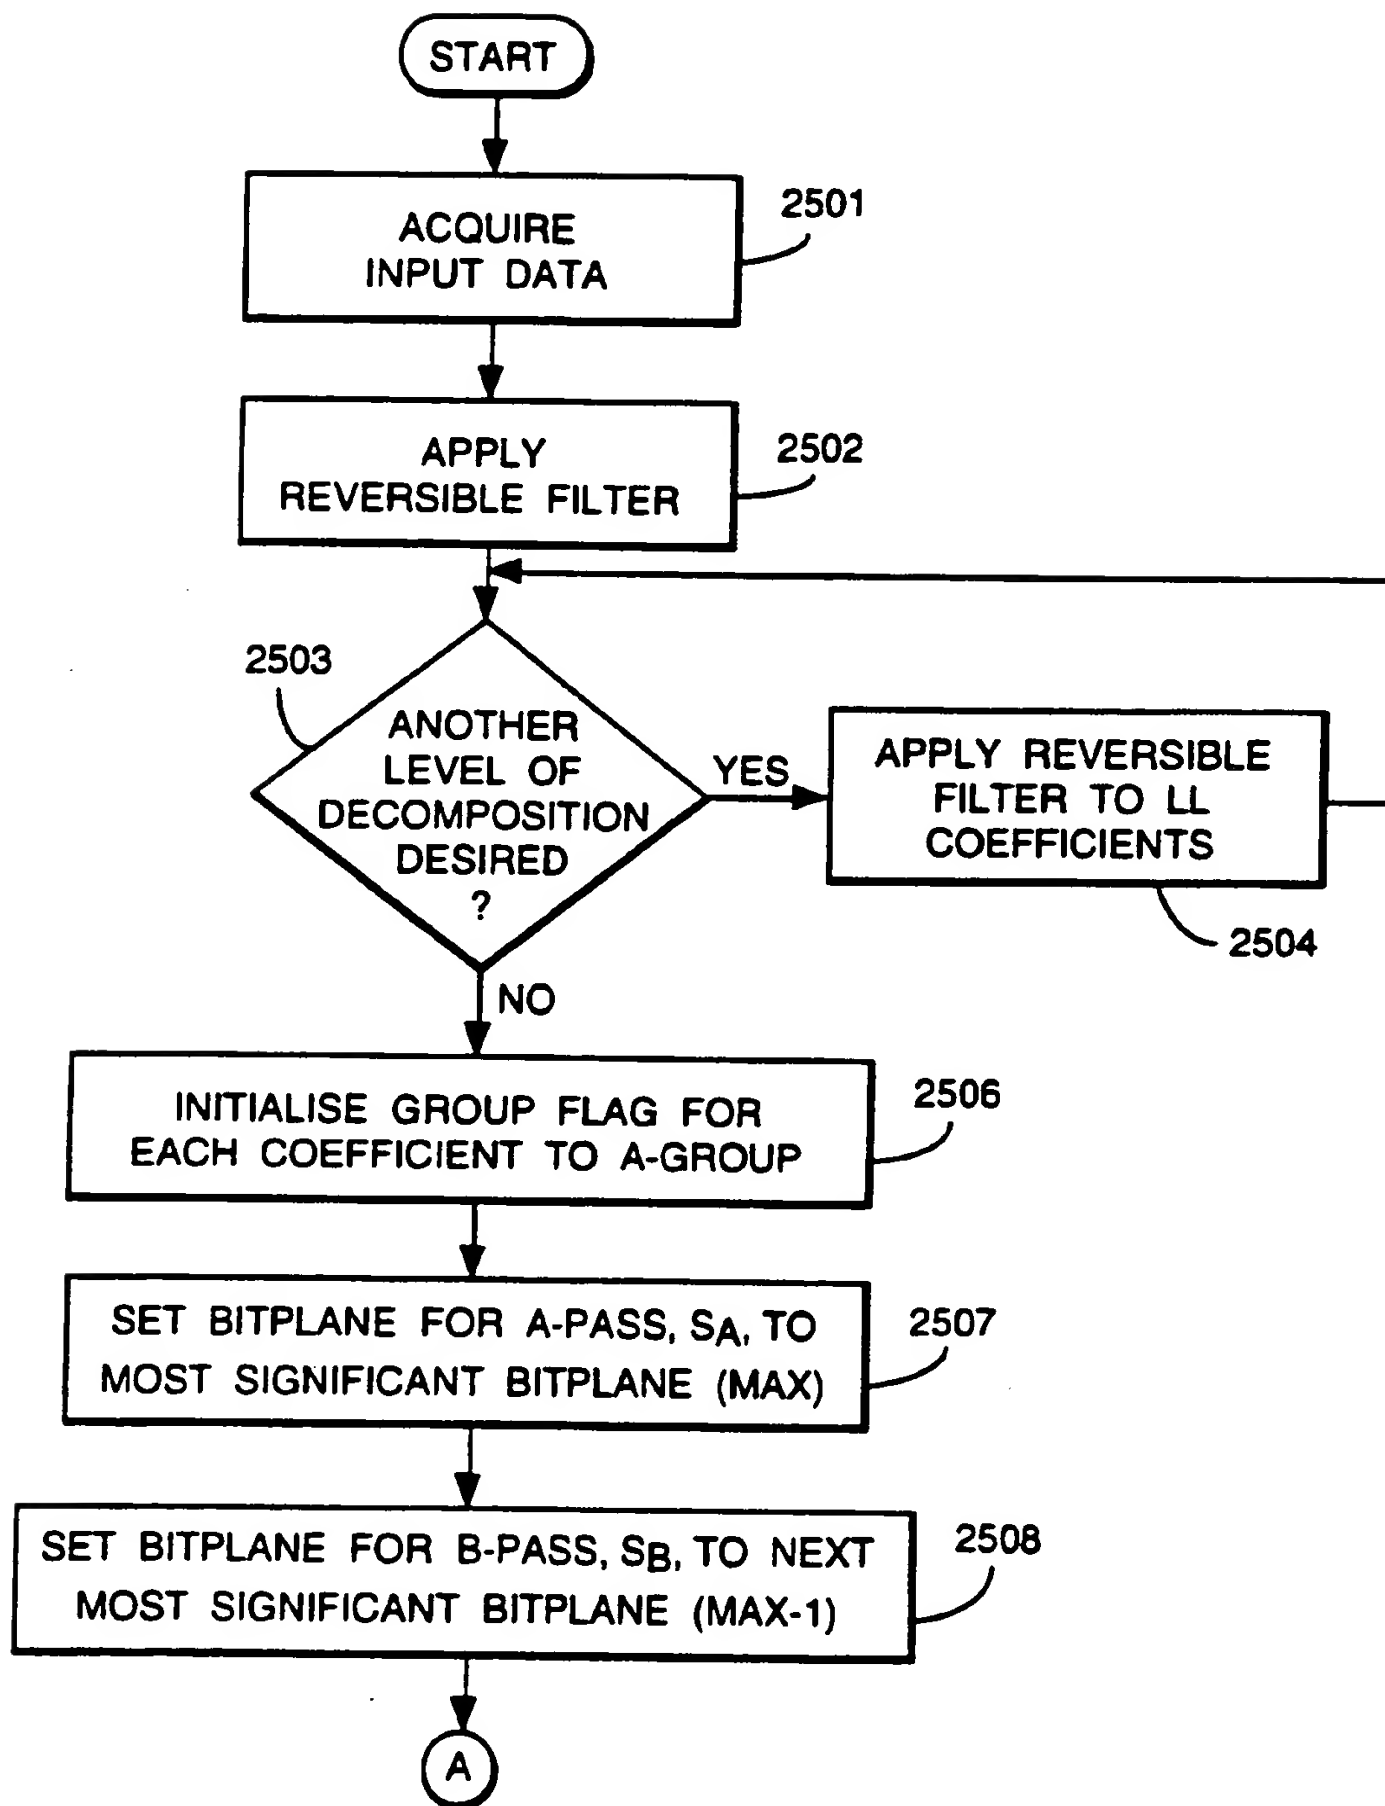 START
ACQUIRE
INPUT DATA
2501
APPLY
REVERSIBLE FILTER
2502
2503
ANOTHER
LEVEL OF
DECOMPOSITION
DESIRED
?
YES
APPLY REVERSIBLE
FILTER TO LL
COEFFICIENTS
2504
NO
INITIALISE GROUP FLAG FOR
EACH COEFFICIENT TO A-GROUP
2506
SET BITPLANE FOR A-PASS, SA, TO
MOST SIGNIFICANT BITPLANE (MAX)
2507
SET BITPLANE FOR B-PASS, SB, TO NEXT
MOST SIGNIFICANT BITPLANE (MAX-1)
2508
A